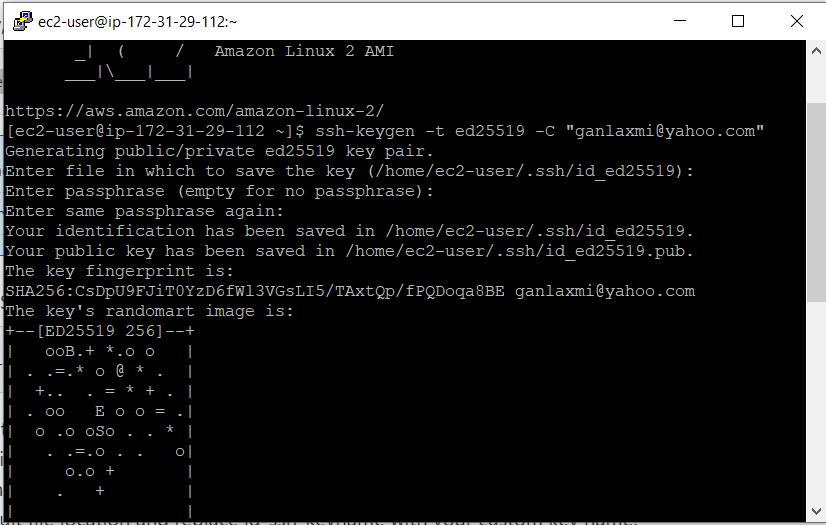 ec2-user@ip-172-31-29-112:~
_|  (     /   Amazon Linux 2 AMI
___|\___|___|
https://aws.amazon.com/amazon-linux-2/
[ec2-user@ip-172-31-29-112 ~]$ ssh-keygen -t ed25519 -C "ganlaxmi@yahoo.com"
Generating public/private ed25519 key pair.
Enter file in which to save the key (/home/ec2-user/.ssh/id_ed25519):
Enter passphrase (empty for no passphrase):
Enter same passphrase again:
Your identification has been saved in /home/ec2-user/.ssh/id_ed25519.
Your public key has been saved in /home/ec2-user/.ssh/id_ed25519.pub.
The key fingerprint is:
SHA256:CsDpU9FJiT0YzD6fWl3VGsLI5/TAxtQp/fPQDoqa8BE ganlaxmi@yahoo.com
The key's randomart image is:
+--[ED25519 256]--+
|   ooB.+ *.o o   |
| . .=.* o @ * .  |
|  +..  . = * + . |
| . oo   E o o = .|
|  o .o oSo . . * |
|   . .=.o . .   o|
|     o.o +       |
|    .   +        |
|                 |